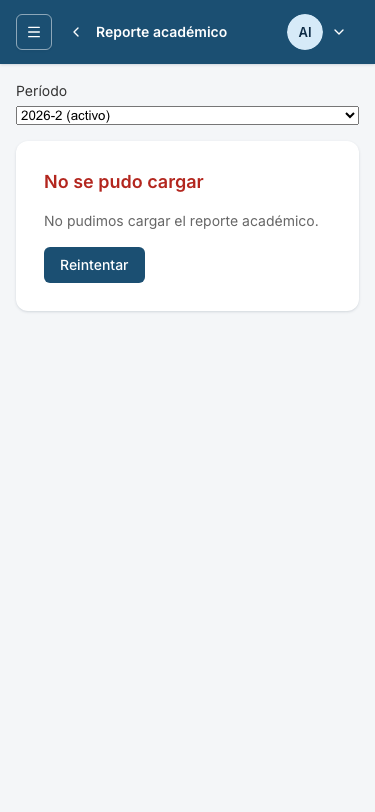 Reporte académico
AI
Período
2026-2 (activo)
No se pudo cargar
No pudimos cargar el reporte académico.
Reintentar